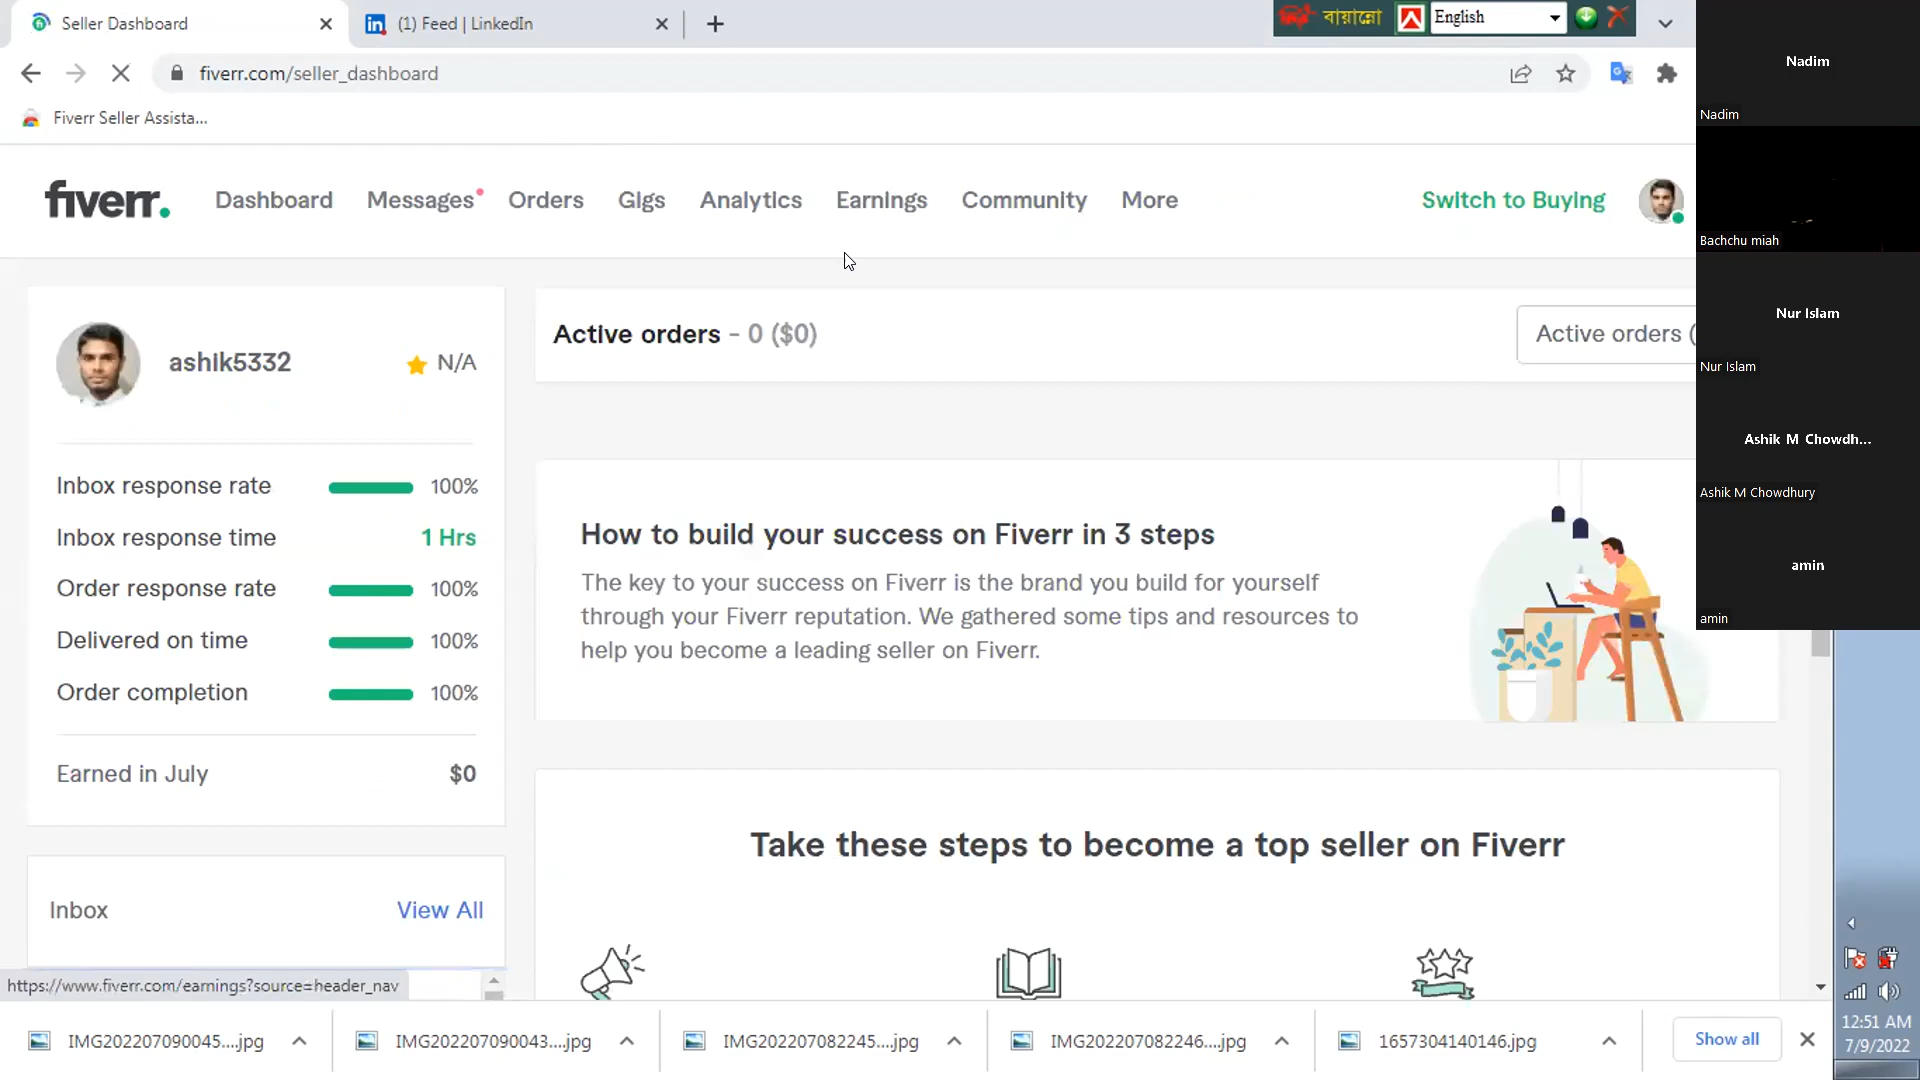 Seller Dashboard
(1) Feed | LinkedIn
বায়ান্নো
English
fiverr.com/seller_dashboard
Fiverr Seller Assista...
fiverr.
Dashboard
Messages
Orders
Gigs
Analytics
Earnings
Community
More
Switch to Buying
ashik5332
N/A
Inbox response rate
100%
Inbox response time
1 Hrs
Order response rate
100%
Delivered on time
100%
Order completion
100%
Earned in July
$0
Inbox
View All
Active orders - 0 ($0)
Active orders (
How to build your success on Fiverr in 3 steps
The key to your success on Fiverr is the brand you build for yourself
through your Fiverr reputation. We gathered some tips and resources to
help you become a leading seller on Fiverr.
Take these steps to become a top seller on Fiverr
https://www.fiverr.com/earnings?source=header_nav
IMG202207090045....jpg
IMG202207090043....jpg
IMG202207082245....jpg
IMG202207082246....jpg
1657304140146.jpg
Show all
Nadim
Nadim
Bachchu miah
Nur Islam
Nur Islam
Ashik M Chowdh...
Ashik M Chowdhury
amin
amin
12:51 AM
7/9/2022